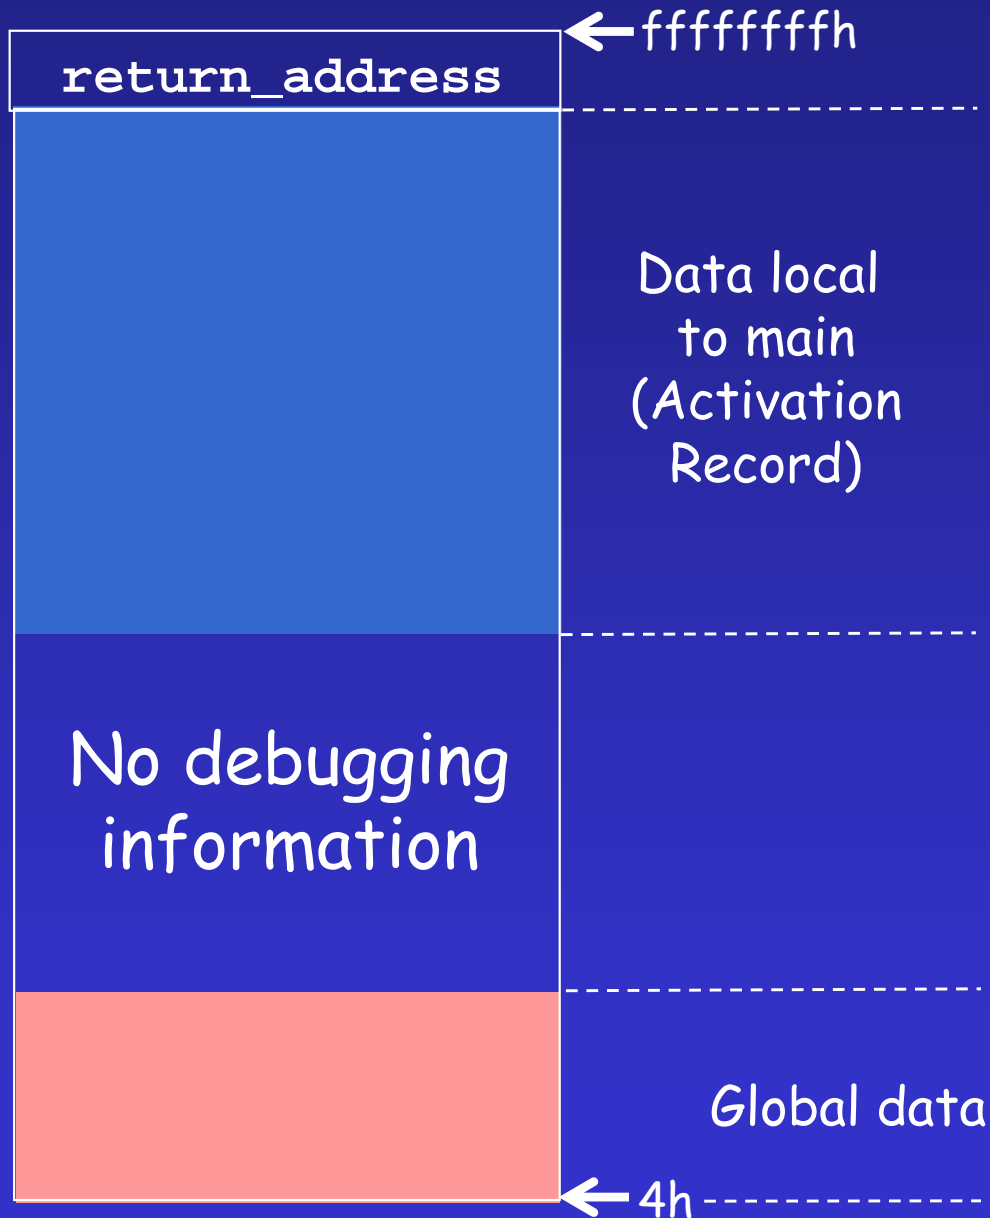 ffffffffh
return_address
Data local
to main
(Activation
Record)
No debugging
information
Global data
4h